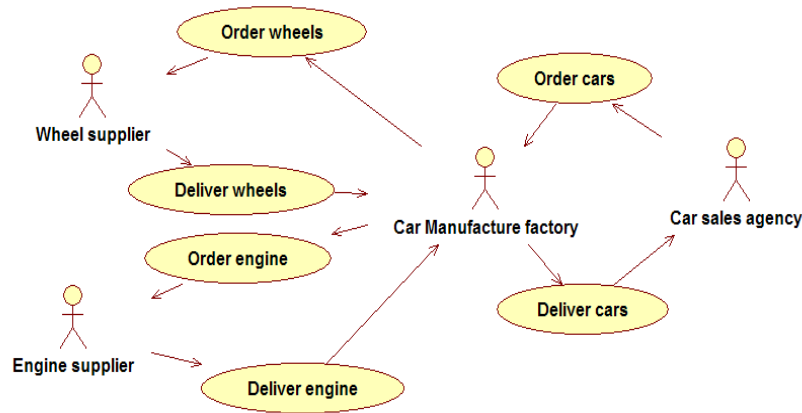 Order wheels
Order cars
Wheel supplier
Deliver wheels
Car Manufacture factory
Car sales agency
Order engine
Deliver cars
Engine supplier
Deliver engine